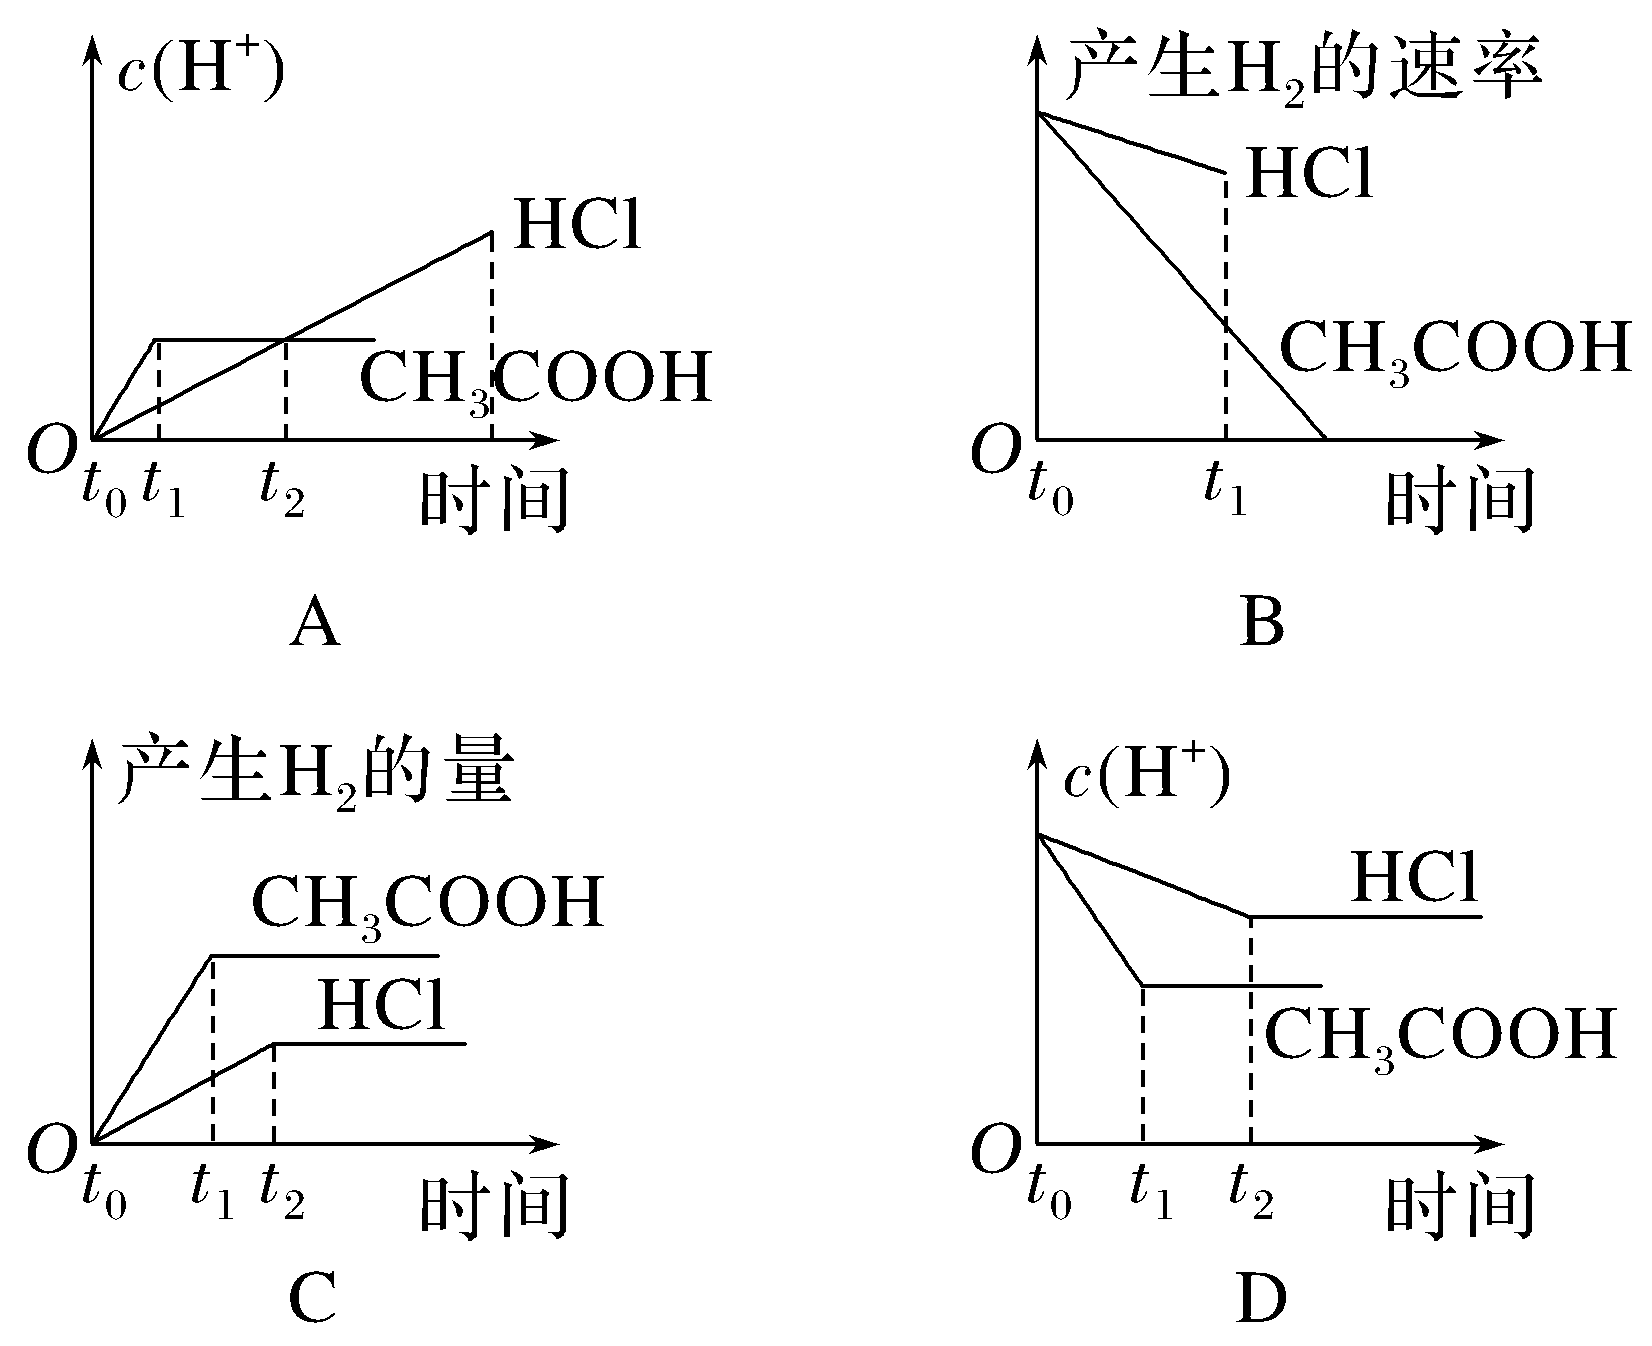 c(H⁺)
HCl
CH₃COOH
O
t₀ t₁ t₂ 时间
A
产生H₂的速率
HCl
CH₃COOH
O
t₀ t₁ 时间
B
产生H₂的量
CH₃COOH
HCl
O
t₀ t₁ t₂ 时间
C
c(H⁺)
HCl
CH₃COOH
O
t₀ t₁ t₂ 时间
D